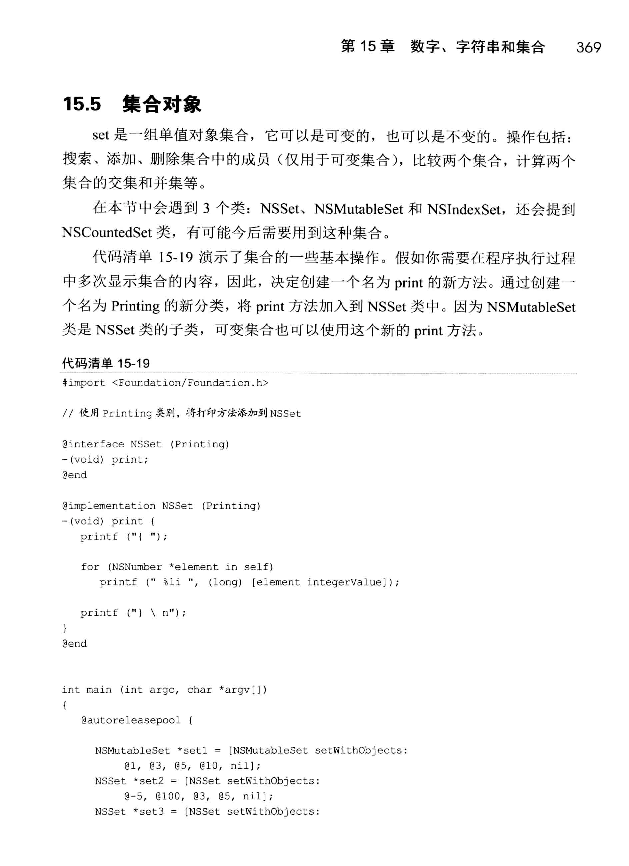 第 15 章 数字、字符串和集合 369
15.5 集合对象
set 是一组单值对象集合，它可以是可变的，也可以是不变的。操作包括：
搜索、添加、删除集合中的成员（仅用于可变集合），比较两个集合，计算两个
集合的交集和并集等。
在本节中会遇到 3 个类：NSSet、NSMutableSet 和 NSIndexSet，还会提到
NSCountedSet 类，有可能今后需要用到这种集合。
代码清单 15-19 演示了集合的一些基本操作。假如你需要在程序执行过程
中多次显示集合的内容，因此，决定创建一个名为 print 的新方法。通过创建一
个名为 Printing 的新分类，将 print 方法加入到 NSSet 类中。因为 NSMutableSet
类是 NSSet 类的子类，可变集合也可以使用这个新的 print 方法。
代码清单 15-19
#import <Foundation/Foundation.h>
// 使用 Printing 类别，将打印方法添加到 NSSet
@interface NSSet (Printing)
-(void) print;
@end
@implementation NSSet (Printing)
-(void) print {
printf ("{ ");
for (NSNumber *element in self)
printf (" %li ", (long) [element integerValue]);
printf ("} \ n");
}
@end
int main (int argc, char *argv[])
{
@autoreleasepool {
NSMutableSet *set1 = [NSMutableSet setWithObjects:
@1, @3, @5, @10, nil];
NSSet *set2 = [NSSet setWithObjects:
@-5, @100, @3, @5, nil];
NSSet *set3 = [NSSet setWithObjects: